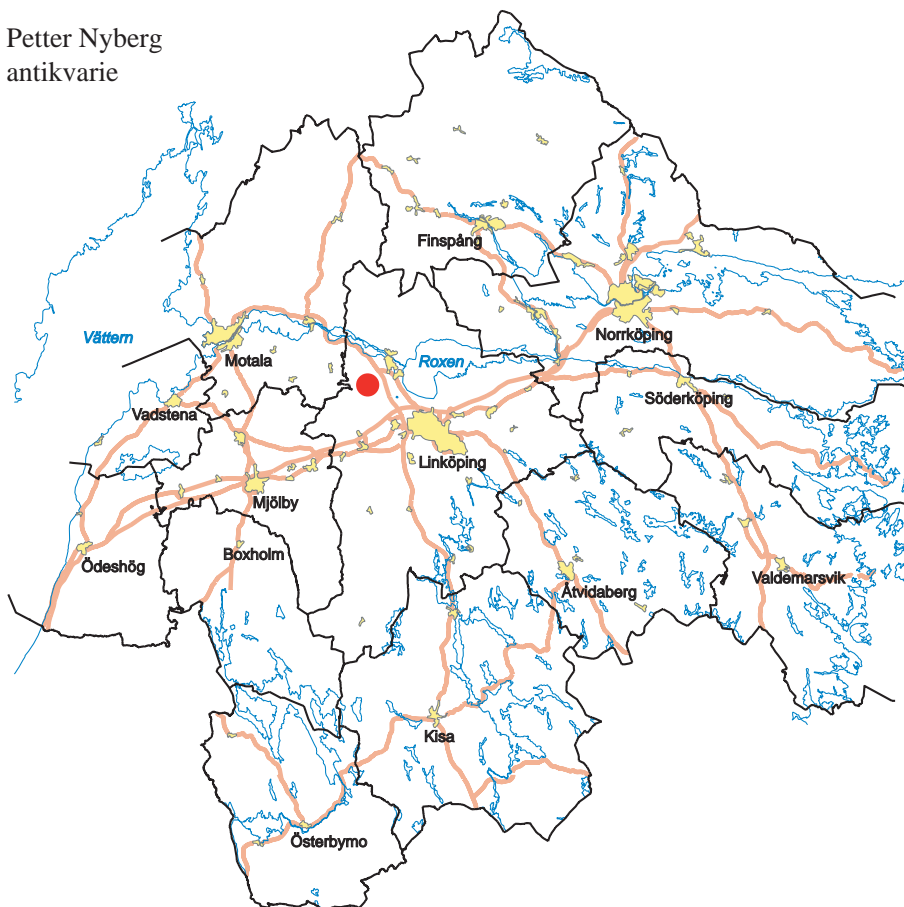 Petter Nyberg
antikvarie
Finspång
Norrköping
Vättern
Motala
Roxen
Söderköping
Vadstena
Linköping
Mjölby
Boxholm
Ödeshög
Åtvidaberg
Valdemarsvik
Kisa
Österbymo